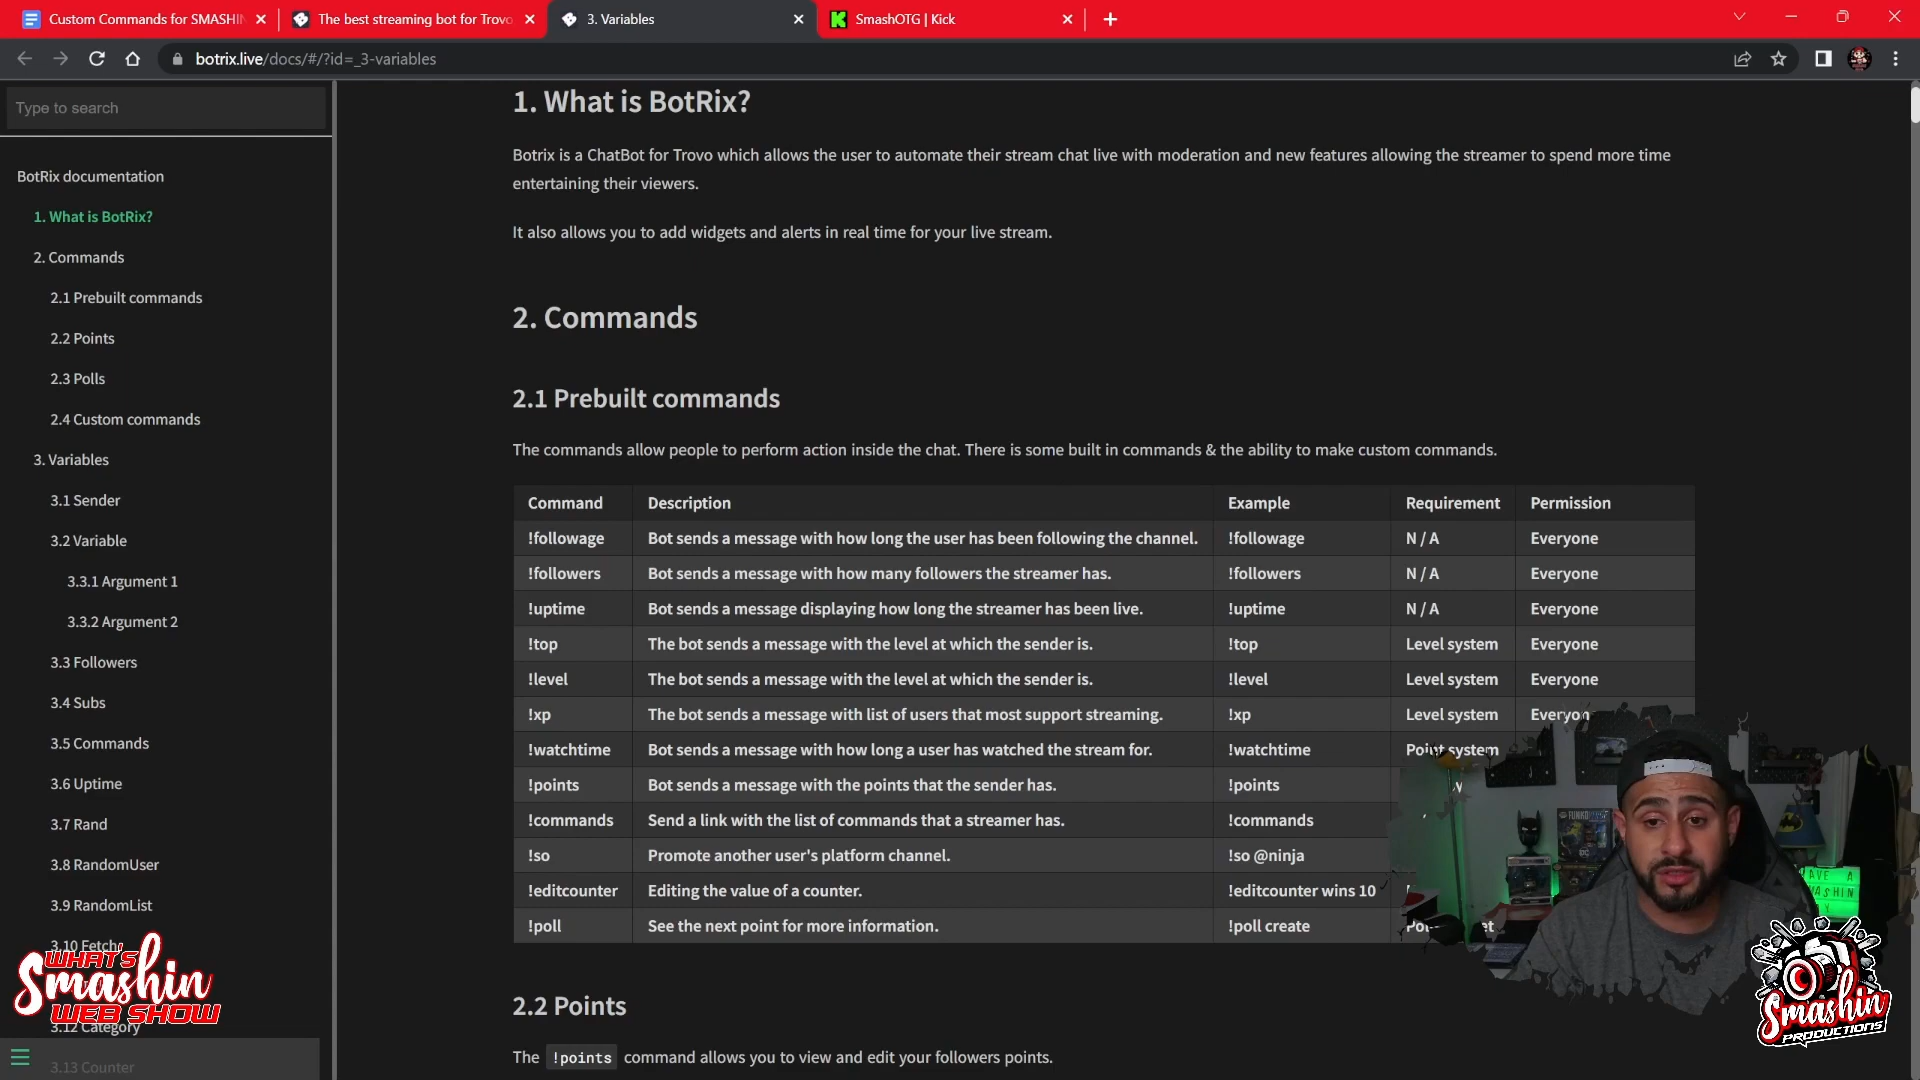 Custom Commands for SMASHIN
The best streaming bot for Trovo
3. Variables
SmashOTG | Kick
botrix.live/docs/#/?id=_3-variables
Type to search
BotRix documentation
1. What is BotRix?
2. Commands
2.1 Prebuilt commands
2.2 Points
2.3 Polls
2.4 Custom commands
3. Variables
3.1 Sender
3.2 Variable
3.3.1 Argument 1
3.3.2 Argument 2
3.3 Followers
3.4 Subs
3.5 Commands
3.6 Uptime
3.7 Rand
3.8 RandomUser
3.9 RandomList
3.10 Fetch
3.12 Category
3.13 Counter
WHAT'S
Smashin
WEB SHOW
1. What is BotRix?
Botrix is a ChatBot for Trovo which allows the user to automate their stream chat live with moderation and new features allowing the streamer to spend more time
entertaining their viewers.
It also allows you to add widgets and alerts in real time for your live stream.
2. Commands
2.1 Prebuilt commands
The commands allow people to perform action inside the chat. There is some built in commands & the ability to make custom commands.
Command Description Example Requirement Permission
!followage Bot sends a message with how long the user has been following the channel. !followage N / A Everyone
!followers Bot sends a message with how many followers the streamer has. !followers N / A Everyone
!uptime Bot sends a message displaying how long the streamer has been live. !uptime N / A Everyone
!top The bot sends a message with the level at which the sender is. !top Level system Everyone
!level The bot sends a message with the level at which the sender is. !level Level system Everyone
!xp The bot sends a message with list of users that most support streaming. !xp Level system Everyon
!watchtime Bot sends a message with how long a user has watched the stream for. !watchtime Point system
!points Bot sends a message with the points that the sender has. !points
!commands Send a link with the list of commands that a streamer has. !commands
!so Promote another user's platform channel. !so @ninja
!editcounter Editing the value of a counter. !editcounter wins 10
!poll See the next point for more information. !poll create
2.2 Points
The !points command allows you to view and edit your followers points.
FUNKO
HAVE A
SMASHIN
Smashin
PRODUCTIONS